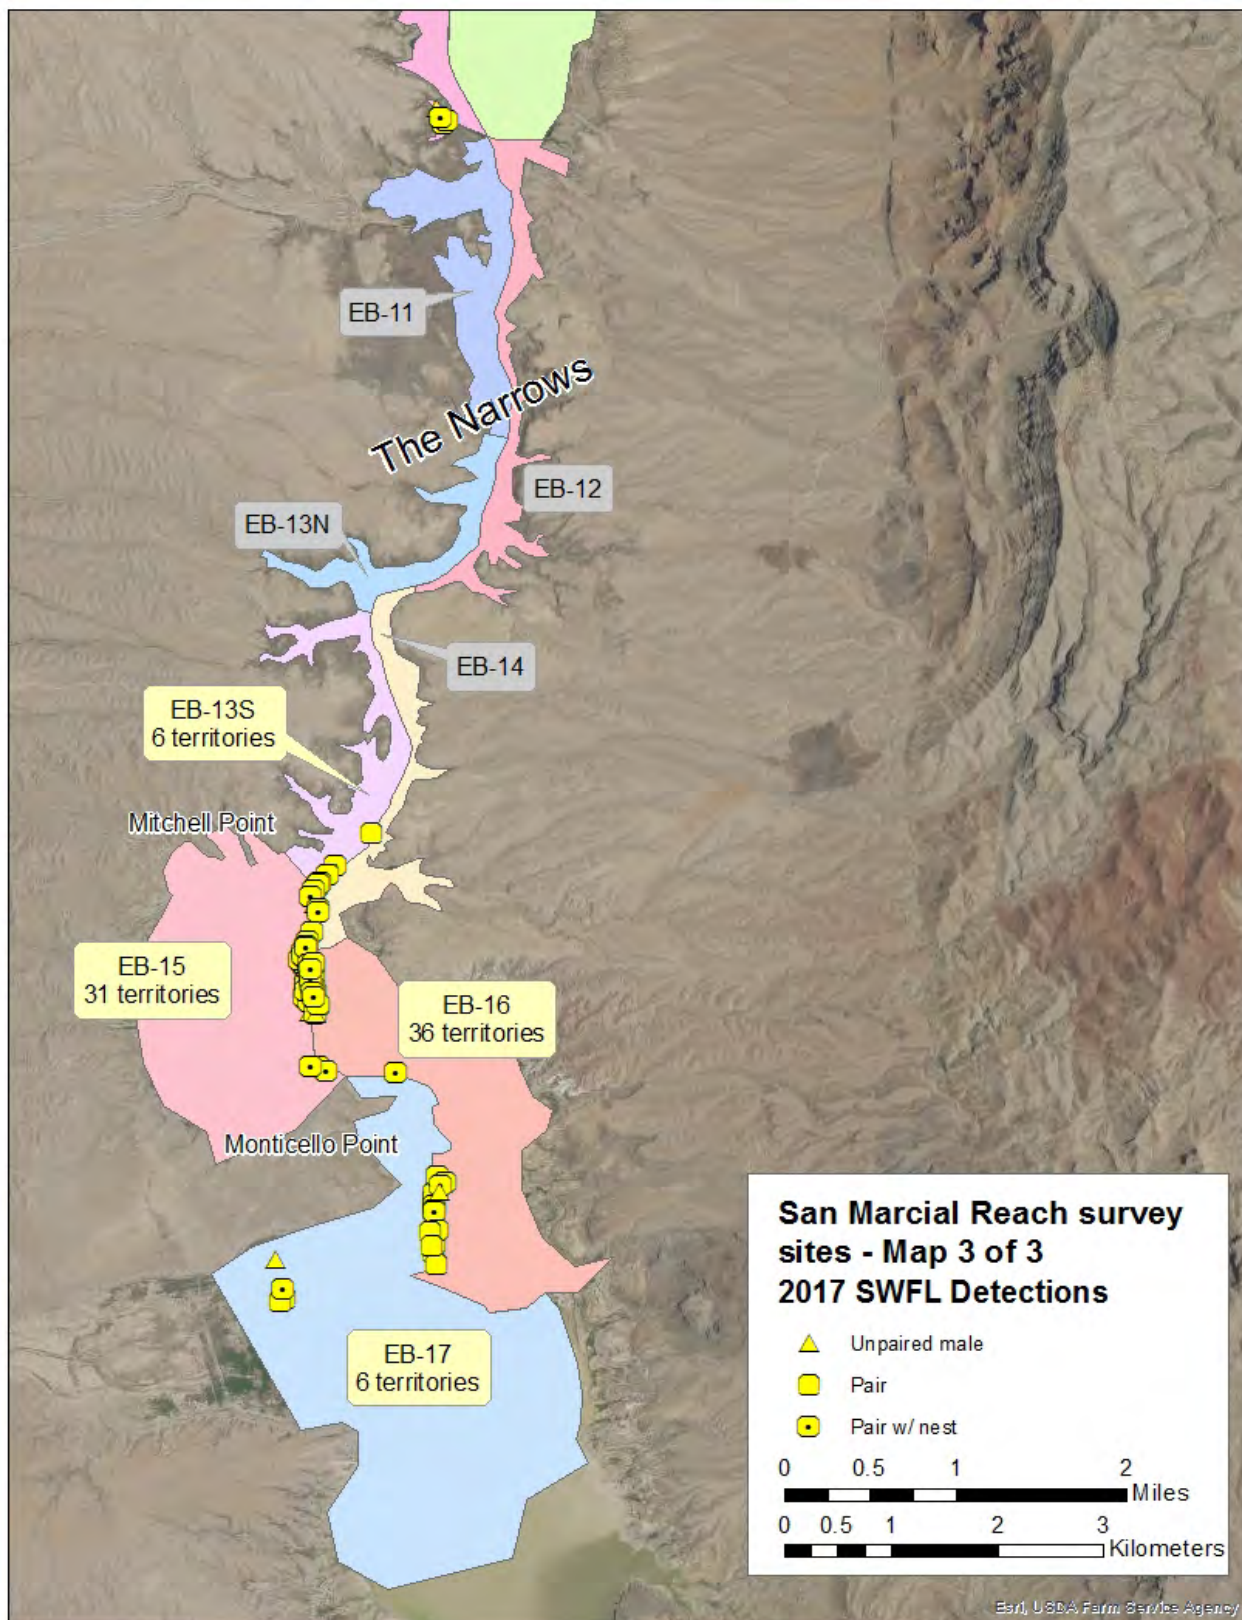 EB-11
The Narrows
EB-12
EB-13N
EB-14
EB-13S
6 territories
Mitchell Point
EB-15
31 territories
EB-16
36 territories
Monticello Point
EB-17
6 territories
San Marcial Reach survey
sites - Map 3 of 3
2017 SWFL Detections
Unpaired male
Pair
Pair w/ nest
0 0.5 1 2
Miles
0 0.5 1 2 3
Kilometers
Esri, USDA Farm Service Agency